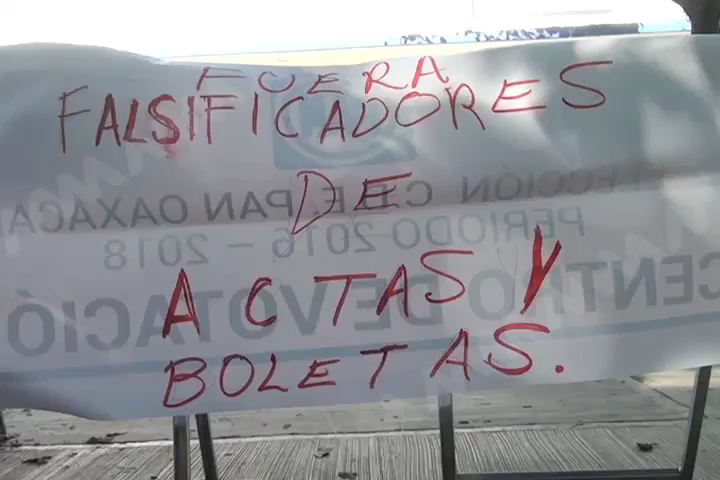 FUERA
FALSIFICADORES
DE
ELECCIÓN C.D.E. PAN OAXACA
PERIODO 2016 - 2018
ACTAS Y
CENTRO DE VOTACIÓ
BOLETAS.